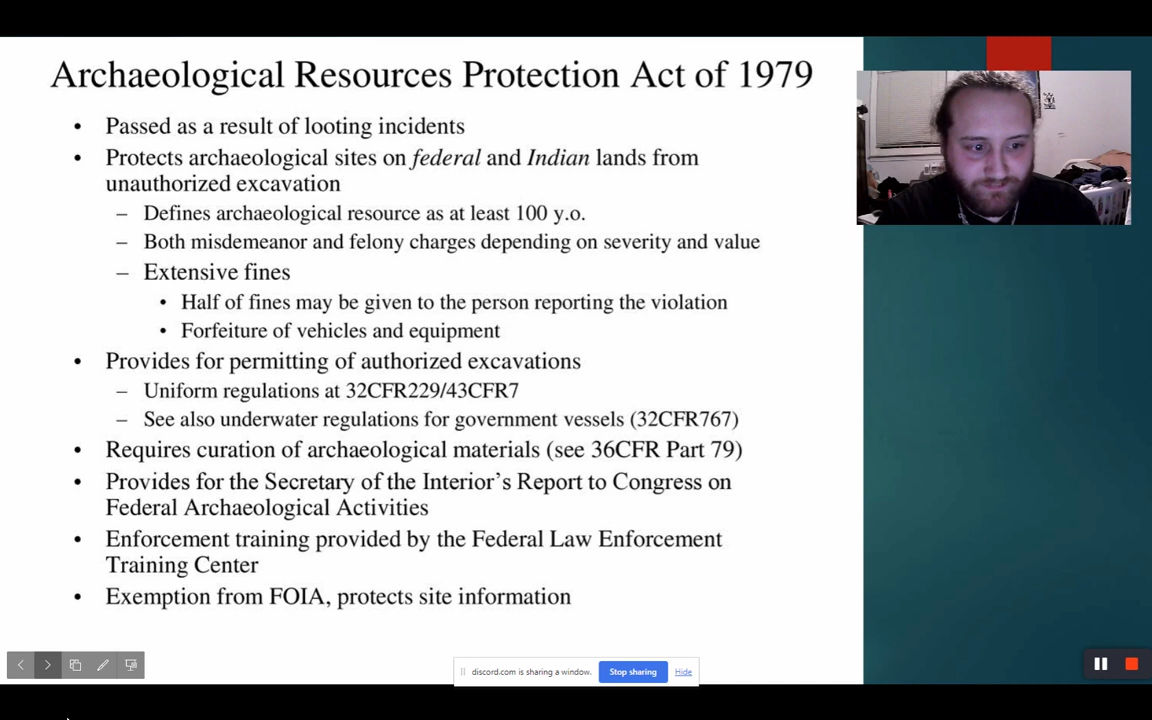 Archaeological Resources Protection Act of 1979
• Passed as a result of looting incidents
• Protects archaeological sites on federal and Indian lands from
unauthorized excavation
– Defines archaeological resource as at least 100 y.o.
– Both misdemeanor and felony charges depending on severity and value
– Extensive fines
• Half of fines may be given to the person reporting the violation
• Forfeiture of vehicles and equipment
• Provides for permitting of authorized excavations
– Uniform regulations at 32CFR229/43CFR7
– See also underwater regulations for government vessels (32CFR767)
• Requires curation of archaeological materials (see 36CFR Part 79)
• Provides for the Secretary of the Interior’s Report to Congress on
Federal Archaeological Activities
• Enforcement training provided by the Federal Law Enforcement
Training Center
• Exemption from FOIA, protects site information
discord.com is sharing a window. Stop sharing Hide